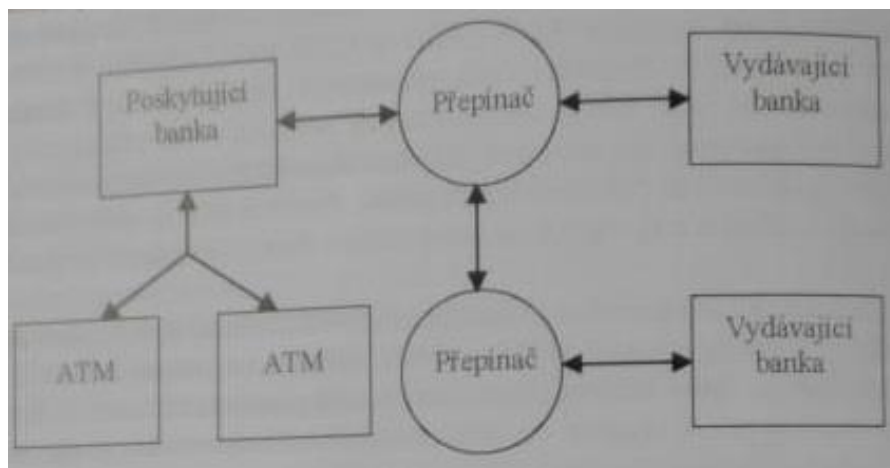 Poskytující
banka
Přepínač
Vydávající
banka
ATM
ATM
Přepínač
Vydávající
banka